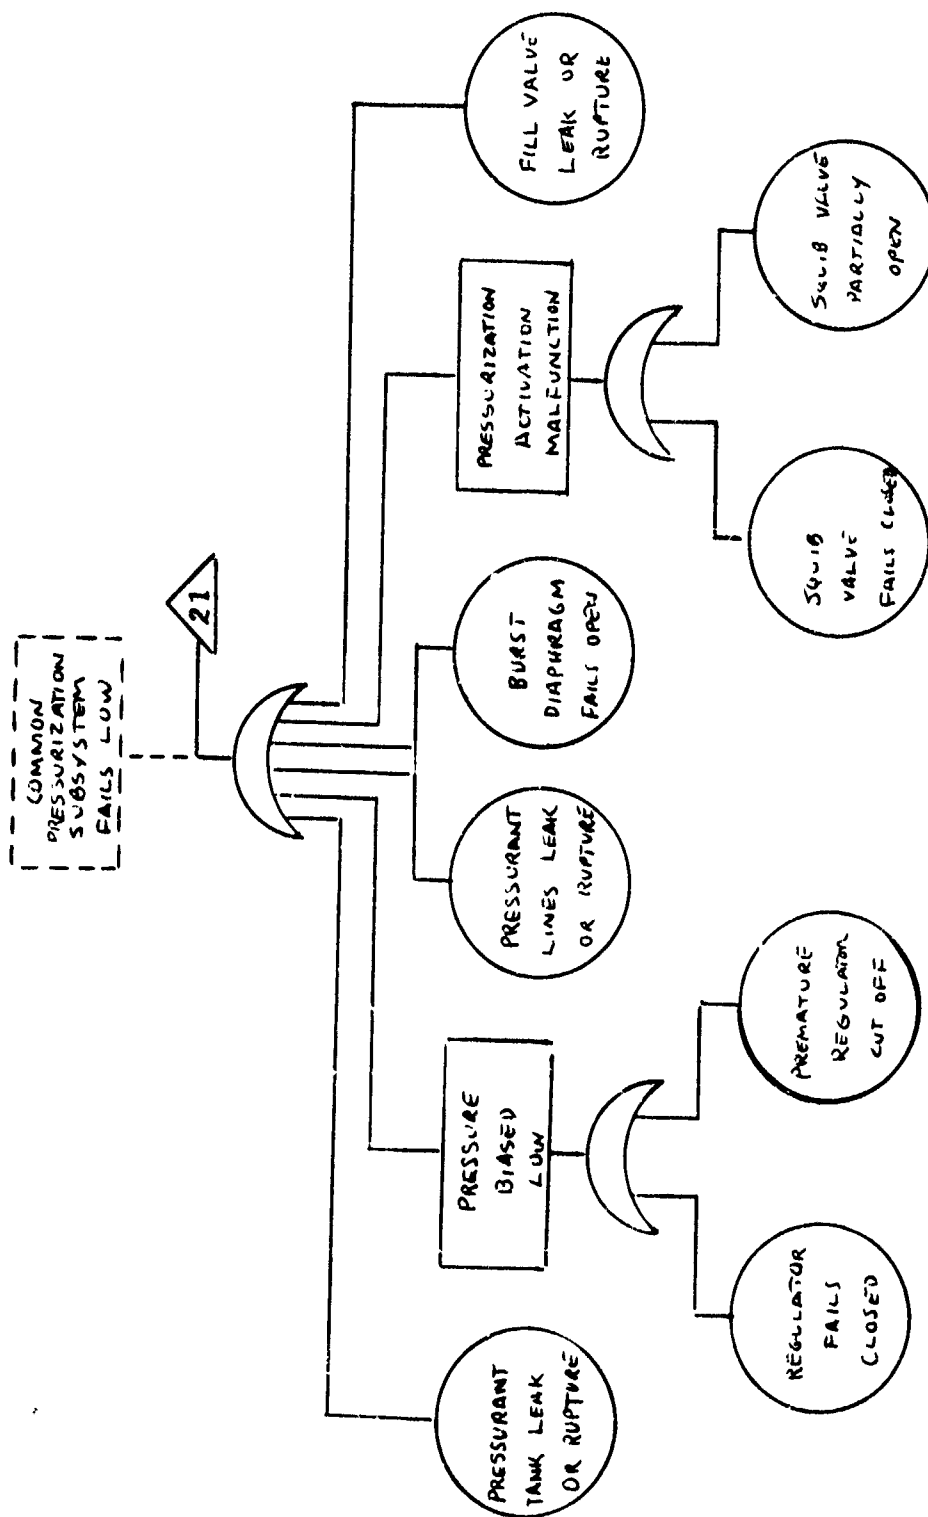 COMMON
PRESSURIZATION
SUBSYSTEM
FAILS LOW
21
PRESSURANT
TANK LEAK
OR RUPTURE
PRESSURE
BIASED
LOW
PRESSURANT
LINES LEAK
OR RUPTURE
BURST
DIAPHRAGM
FAILS OPEN
PRESSURIZATION
ACTIVATION
MALFUNCTION
FILL VALVE
LEAK OR
RUPTURE
REGULATOR
FAILS
CLOSED
PREMATURE
REGULATOR
CUT OFF
SQUIB
VALVE
FAILS CLOSED
SQUIB VALVE
PARTIALLY
OPEN